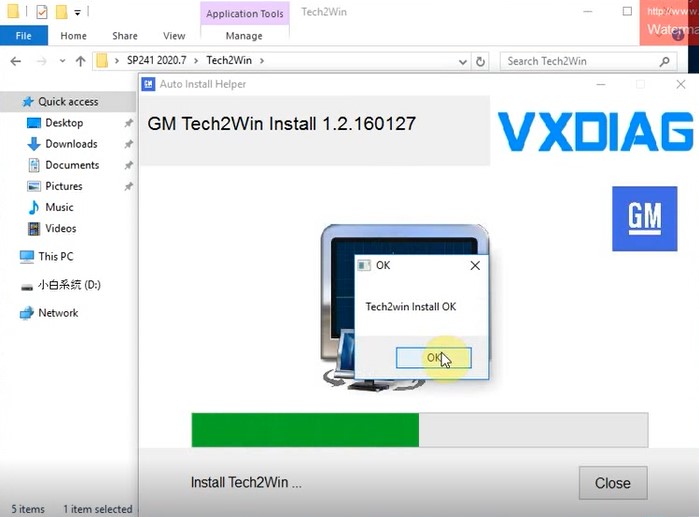 Application Tools
Tech2Win
http://www.
Waterma
File
Home
Share
View
Manage
SP241 2020.7
Tech2Win
Search Tech2Win
Quick access
Desktop
Downloads
Documents
Pictures
Music
Videos
This PC
小白系统 (D:)
Network
5 items
1 item selected
GM
Auto Install Helper
GM Tech2Win Install 1.2.160127
VXDIAG
GM
OK
Tech2win Install OK
OK
Install Tech2Win ...
Close